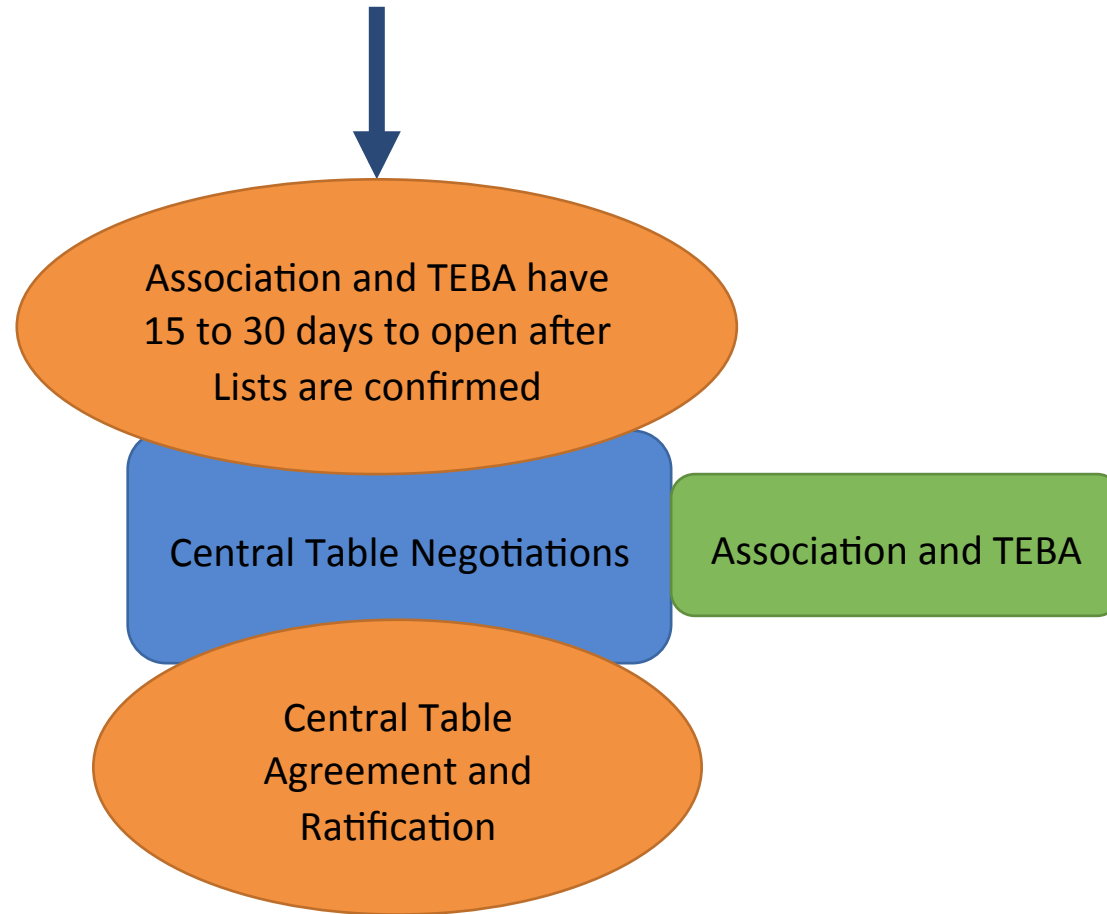 Association and TEBA have
15 to 30 days to open after
Lists are confirmed
Central Table Negotiations
Association and TEBA
Central Table
Agreement and
Ratification